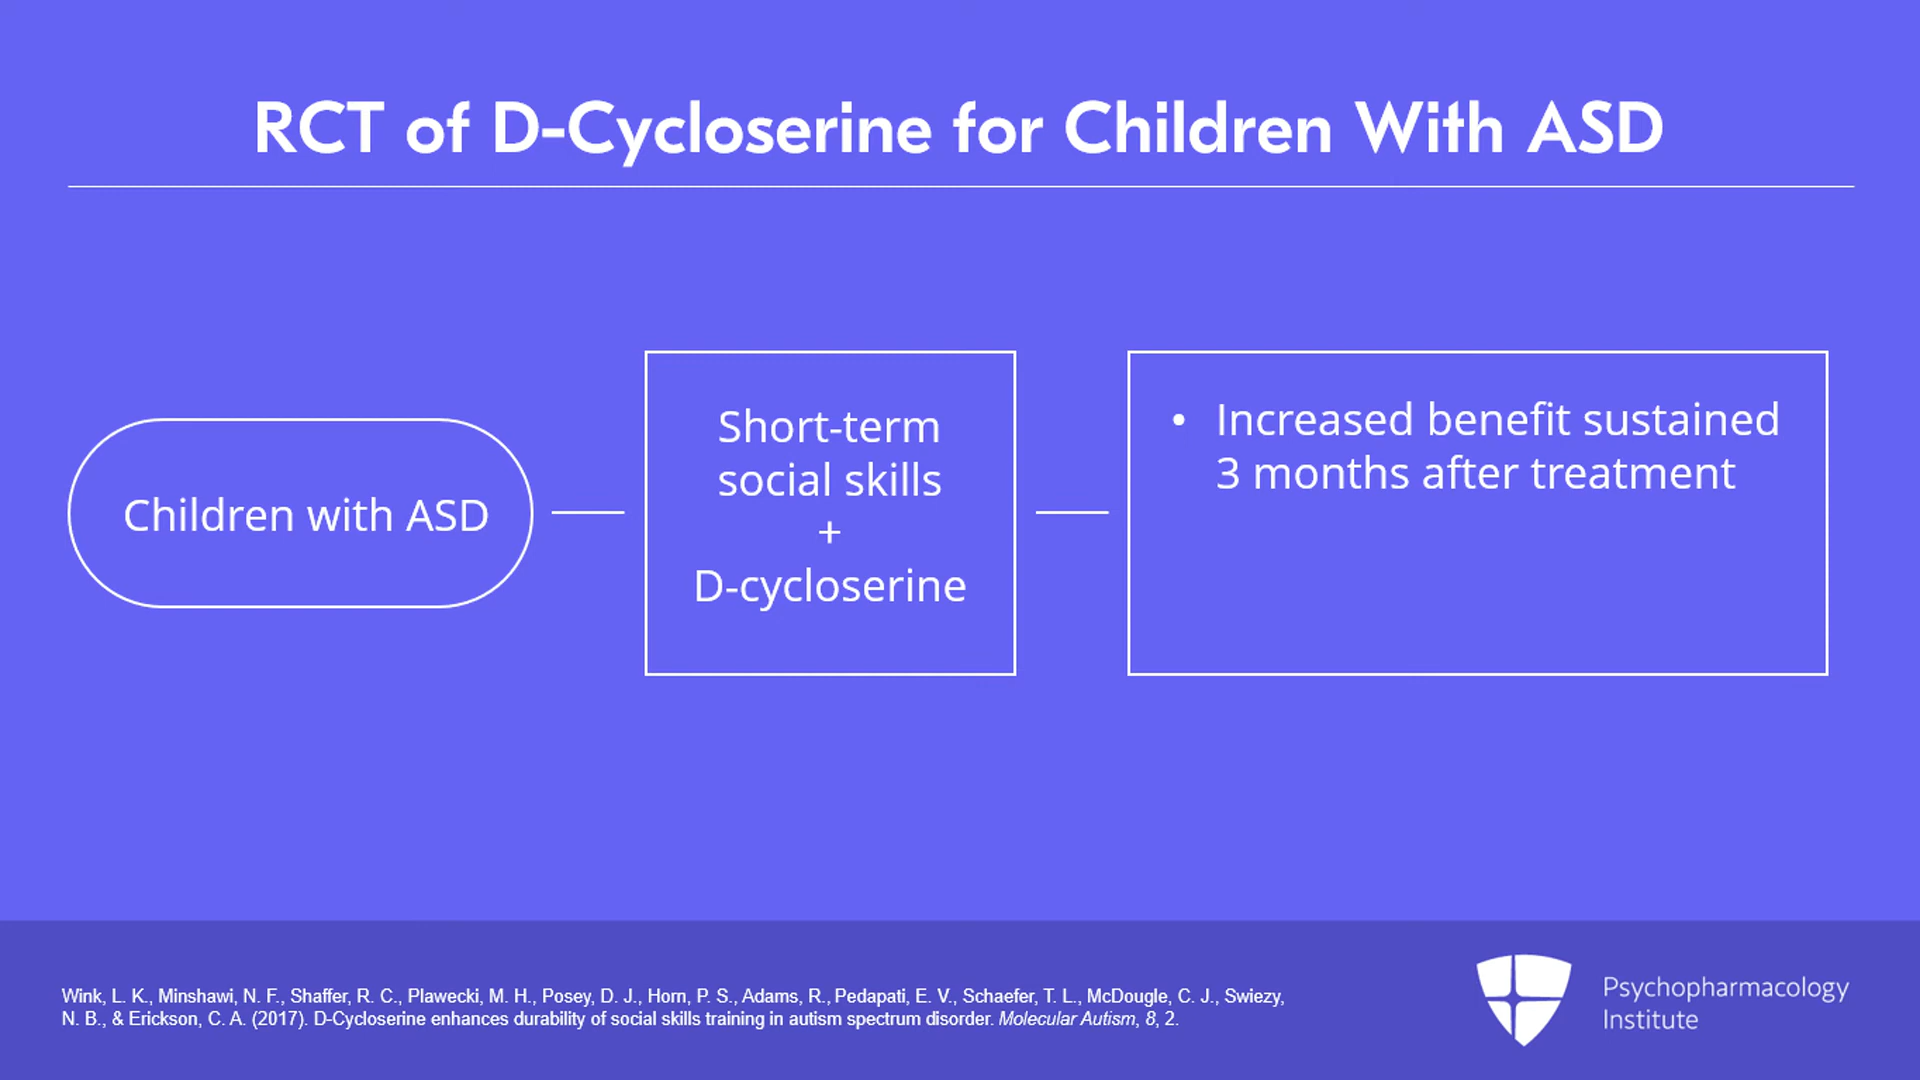 RCT of D-Cycloserine for Children With ASD
Children with ASD
Short-term
social skills
+
D-cycloserine
• Increased benefit sustained
3 months after treatment
Wink, L. K., Minshawi, N. F., Shaffer, R. C., Plawecki, M. H., Posey, D. J., Horn, P. S., Adams, R., Pedapati, E. V., Schaefer, T. L., McDougle, C. J., Swiezy,
N. B., & Erickson, C. A. (2017). D-Cycloserine enhances durability of social skills training in autism spectrum disorder. Molecular Autism, 8, 2.
Psychopharmacology
Institute